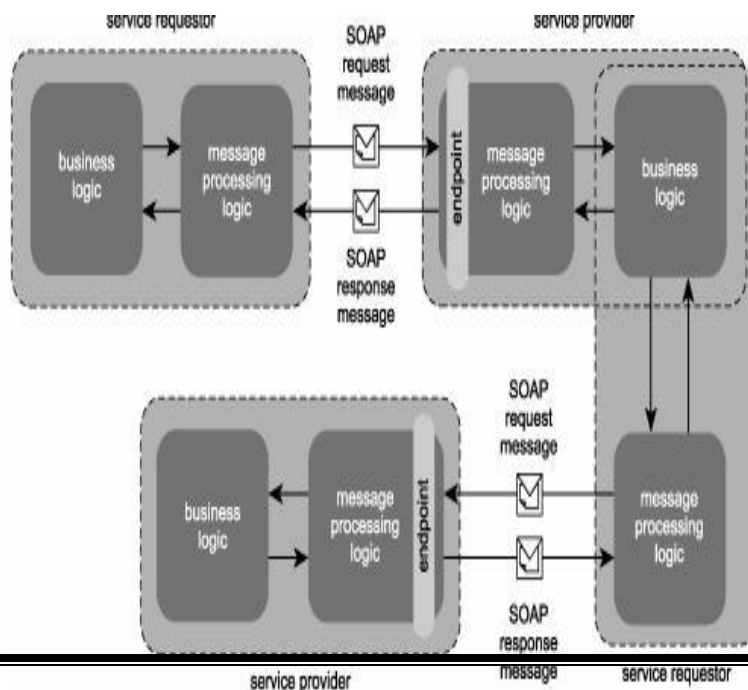 service requestor
service provider
SOAP
request
message
business
logic
message
processing
logic
endpoint
message
processing
logic
business
logic
SOAP
response
message
SOAP
request
message
business
logic
message
processing
logic
endpoint
message
processing
logic
SOAP
response
message
service provider
service requestor